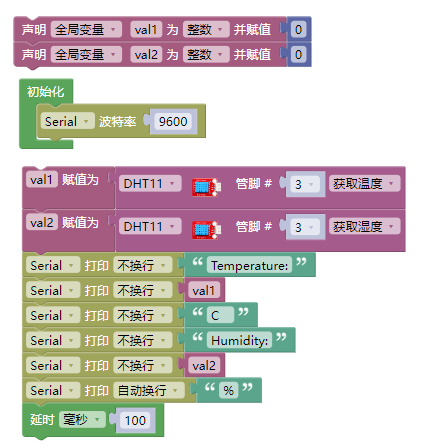 声明 全局变量 val1 为 整数 并赋值 0
声明 全局变量 val2 为 整数 并赋值 0
初始化
Serial 波特率 9600
val1 赋值为 DHT11 管脚 # 3 获取温度
val2 赋值为 DHT11 管脚 # 3 获取湿度
Serial 打印 不换行 “ Temperature: ”
Serial 打印 不换行 val1
Serial 打印 不换行 “ C ”
Serial 打印 不换行 “ Humidity: ”
Serial 打印 不换行 val2
Serial 打印 自动换行 “ % ”
延时 毫秒 100